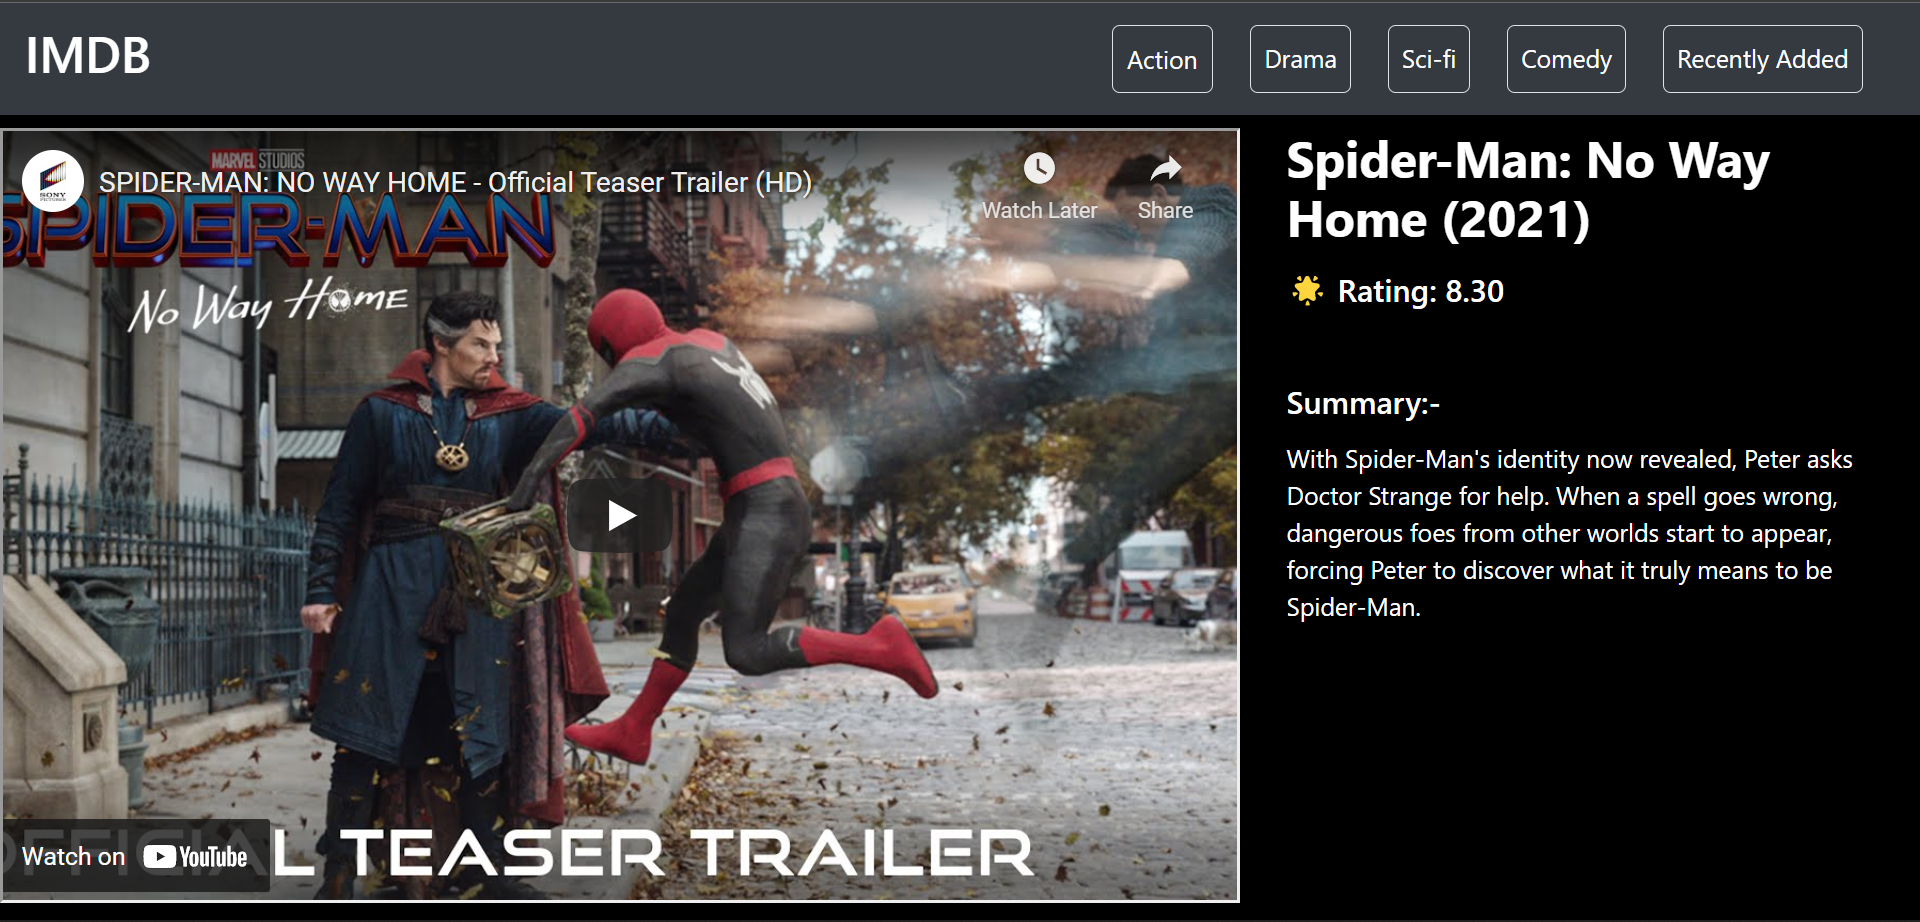 IMDB
Action
Drama
Sci-fi
Comedy
Recently Added
MARVEL STUDIOS
SONY
PICTURES
SPIDER-MAN: NO WAY HOME - Official Teaser Trailer (HD)
Watch Later
Share
SPIDER-MAN
No Way Home
Watch on YouTube
OFFICIAL TEASER TRAILER
Spider-Man: No Way
Home (2021)
Rating: 8.30
Summary:-
With Spider-Man's identity now revealed, Peter asks
Doctor Strange for help. When a spell goes wrong,
dangerous foes from other worlds start to appear,
forcing Peter to discover what it truly means to be
Spider-Man.